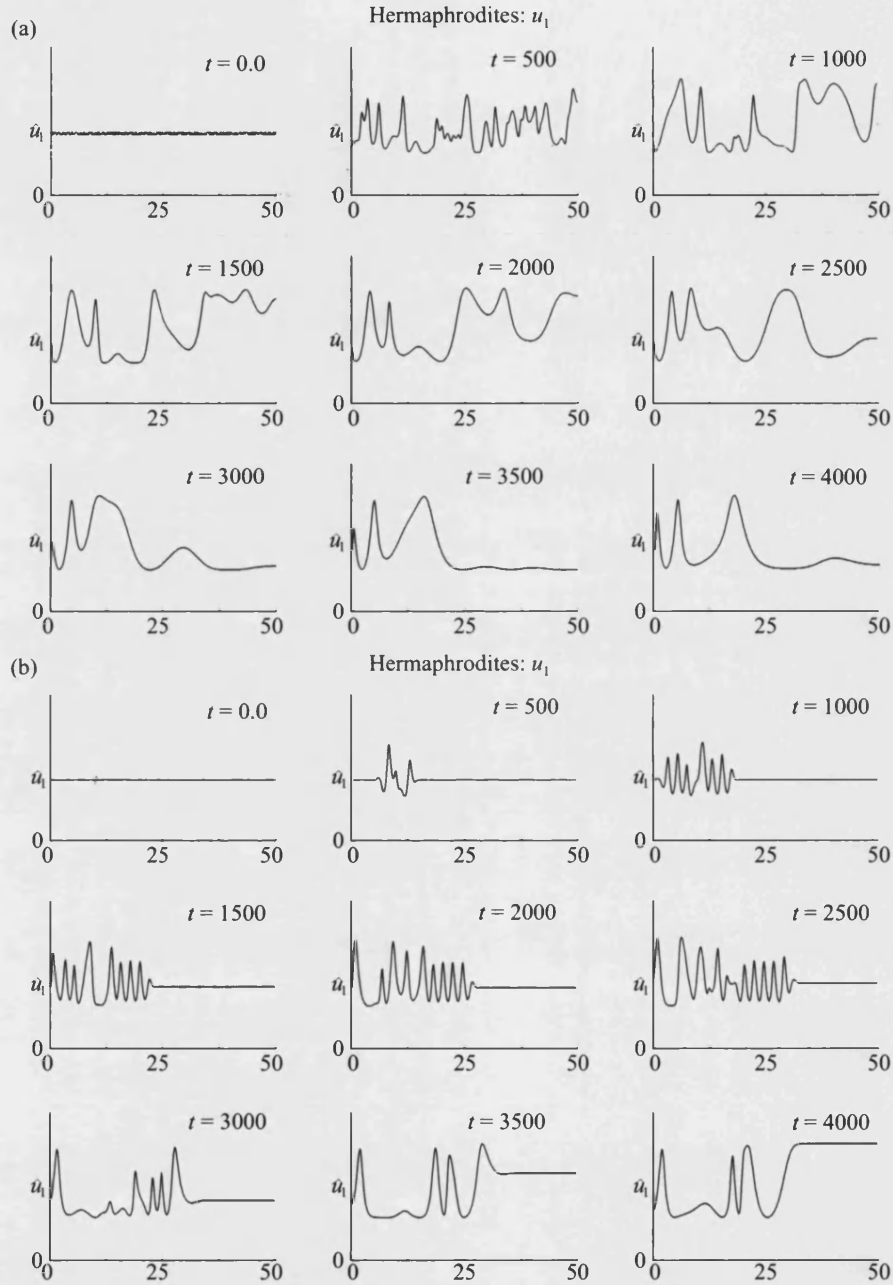 Hermaphrodites: u₁
(a)
t = 0.0 t = 500 t = 1000
û₁ û₁ û₁
0 0 0
0 25 50 0 25 50 0 25 50
t = 1500 t = 2000 t = 2500
û₁ û₁ û₁
0 0 0
0 25 50 0 25 50 0 25 50
t = 3000 t = 3500 t = 4000
û₁ û₁ û₁
0 0 0
0 25 50 0 25 50 0 25 50
(b) Hermaphrodites: u₁
t = 0.0 t = 500 t = 1000
û₁ û₁ û₁
0 0 0
0 25 50 0 25 50 0 25 50
t = 1500 t = 2000 t = 2500
û₁ û₁ û₁
0 0 0
0 25 50 0 25 50 0 25 50
t = 3000 t = 3500 t = 4000
û₁ û₁ û₁
0 0 0
0 25 50 0 25 50 0 25 50